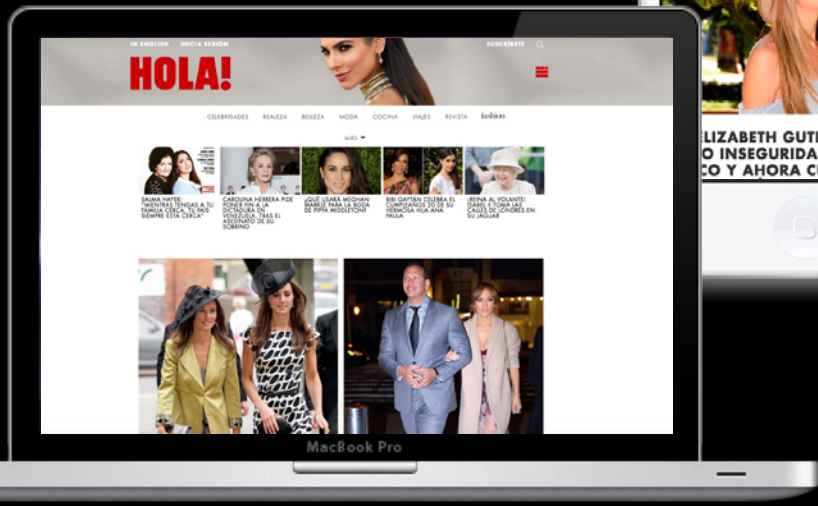 IN ENGLISH INICIA SESIÓN
SUSCRÍBETE
HOLA!
CELEBRIDADES REALEZA BELLEZA MODA COCINA VIAJES REVISTA fashion
MÁS
SALMA HAYEK:
"MIENTRAS TENGAS A TU
FAMILIA CERCA, TU PAÍS
SIEMPRE ESTÁ CERCA"
CAROLINA HERRERA PIDE
PONER FIN A LA
DICTADURA EN
VENEZUELA, TRAS EL
ASESINATO DE SU
SOBRINO
¿QUÉ USARÁ MEGHAN
MARKLE PARA LA BODA
DE PIPPA MIDDLETON?
BIBI GAYTÁN CELEBRA EL
CUMPLEAÑOS 20 DE SU
HERMOSA HIJA ANA
PAULA
¡REINA AL VOLANTE!
ISABEL II TOMA LAS
CALLES DE LONDRES EN
SU JAGUAR
MacBook Pro
ELIZABETH GUT
O INSEGURIDA
CO Y AHORA C